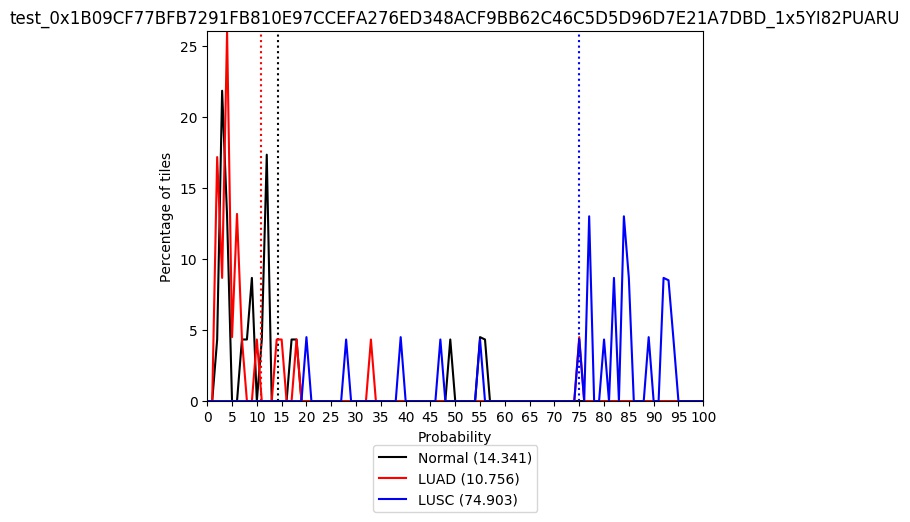 test_0x1B09CF77BFB7291FB810E97CCEFA276ED348ACF9BB62C46C5D5D96D7E21A7DBD_1x5YI82PUARU
25
20
15
10
5
0
Percentage of tiles
0 5 10 15 20 25 30 35 40 45 50 55 60 65 70 75 80 85 90 95 100
Probability
Normal (14.341)
LUAD (10.756)
LUSC (74.903)